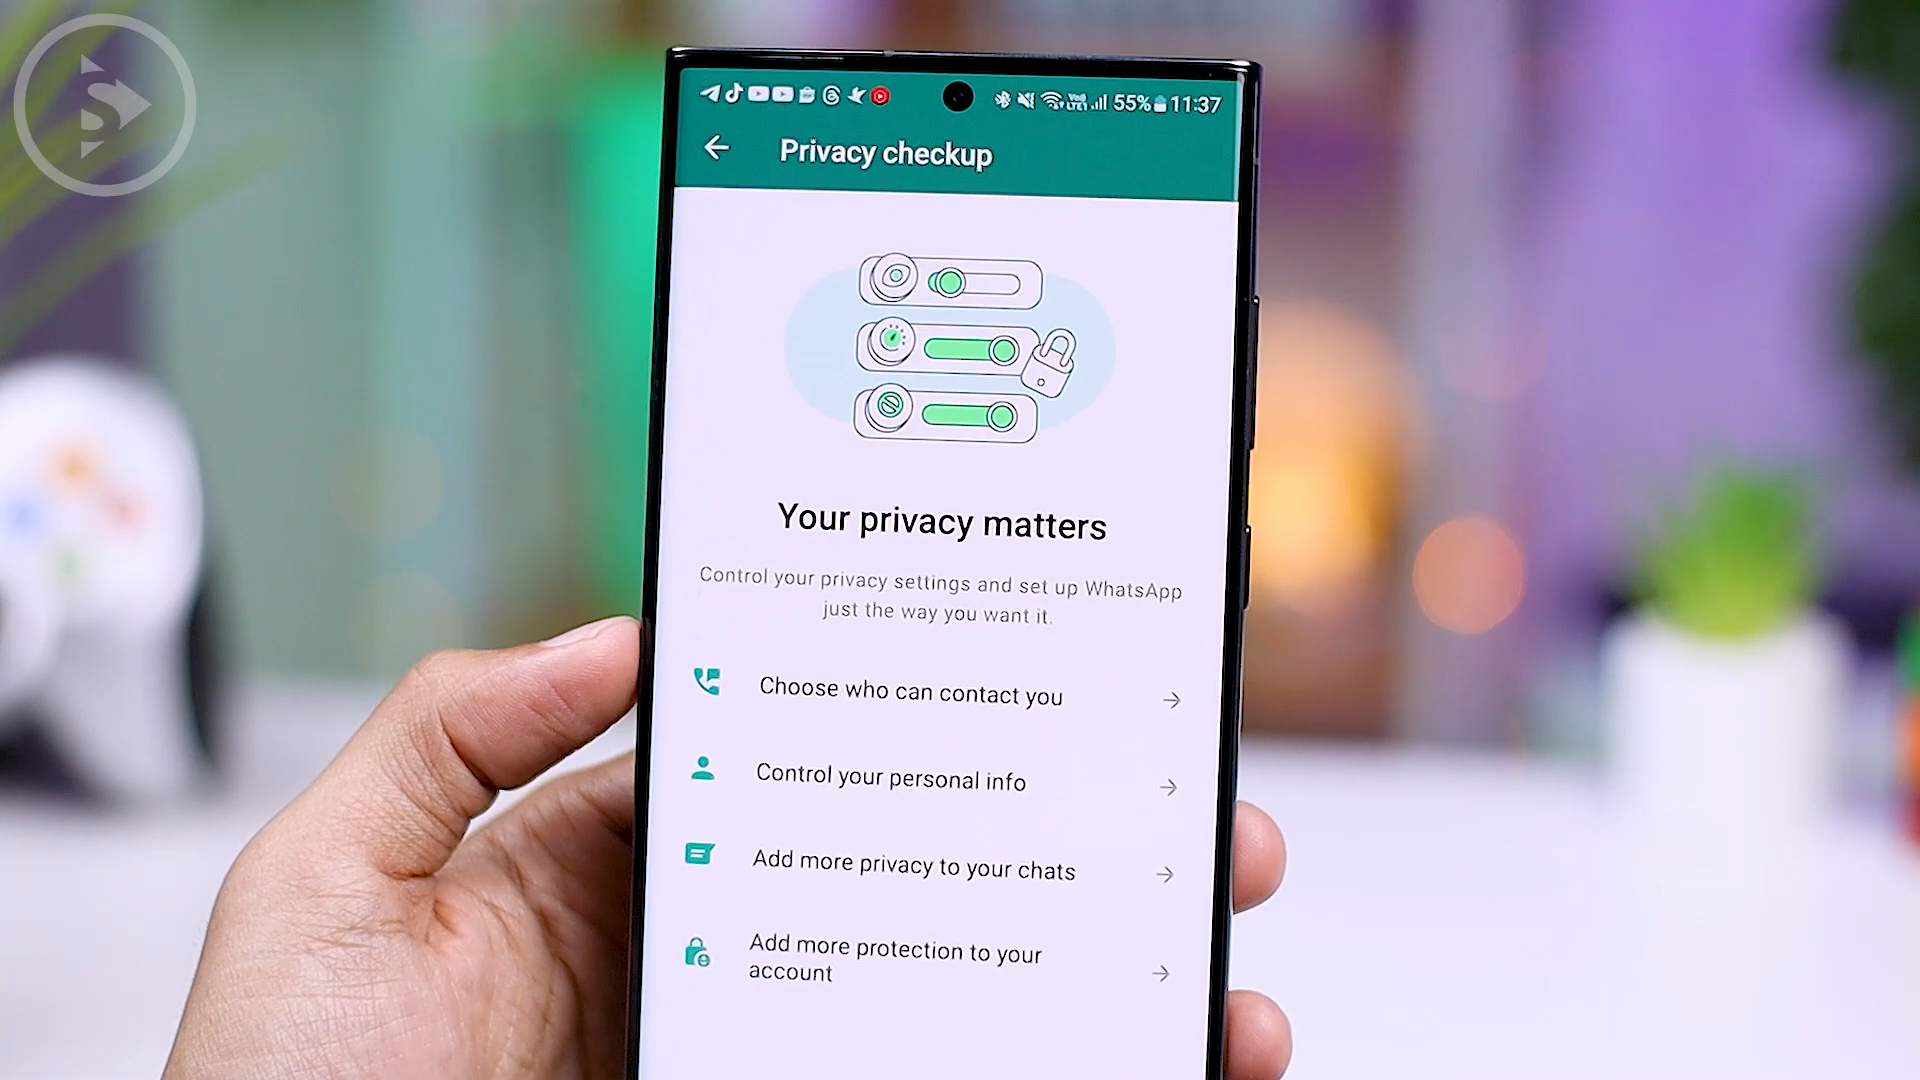 S
Vo)) LTE1 55% 11:37
Privacy checkup
Your privacy matters
Control your privacy settings and set up WhatsApp
just the way you want it.
Choose who can contact you
Control your personal info
Add more privacy to your chats
Add more protection to your
account